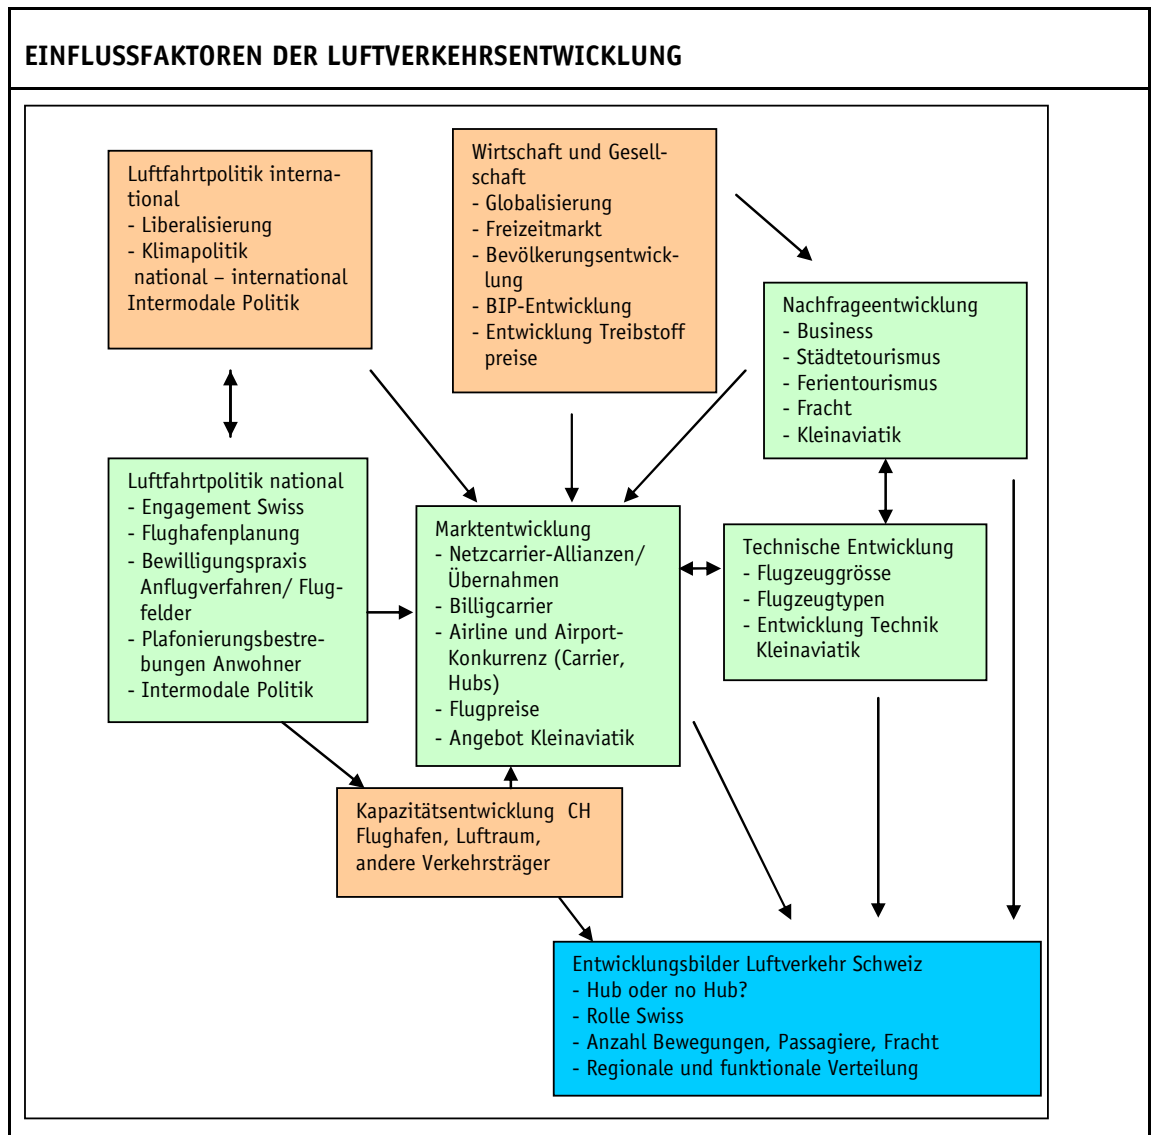 EINFLUSSFAKTOREN DER LUFTVERKEHRSENTWICKLUNG
Luftfahrtpolitik interna-
tional
- Liberalisierung
- Klimapolitik
national – international
Intermodale Politik
Wirtschaft und Gesell-
schaft
- Globalisierung
- Freizeitmarkt
- Bevölkerungsentwick-
lung
- BIP-Entwicklung
- Entwicklung Treibstoff
preise
Nachfrageentwicklung
- Business
- Städtetourismus
- Ferientourismus
- Fracht
- Kleinaviatik
Luftfahrtpolitik national
- Engagement Swiss
- Flughafenplanung
- Bewilligungspraxis
Anflugverfahren/ Flug-
felder
- Plafonierungsbestre-
bungen Anwohner
- Intermodale Politik
Marktentwicklung
- Netzcarrier-Allianzen/
Übernahmen
- Billigcarrier
- Airline und Airport-
Konkurrenz (Carrier,
Hubs)
- Flugpreise
- Angebot Kleinaviatik
Technische Entwicklung
- Flugzeuggrösse
- Flugzeugtypen
- Entwicklung Technik
Kleinaviatik
Kapazitätsentwicklung CH
Flughafen, Luftraum,
andere Verkehrsträger
Entwicklungsbilder Luftverkehr Schweiz
- Hub oder no Hub?
- Rolle Swiss
- Anzahl Bewegungen, Passagiere, Fracht
- Regionale und funktionale Verteilung